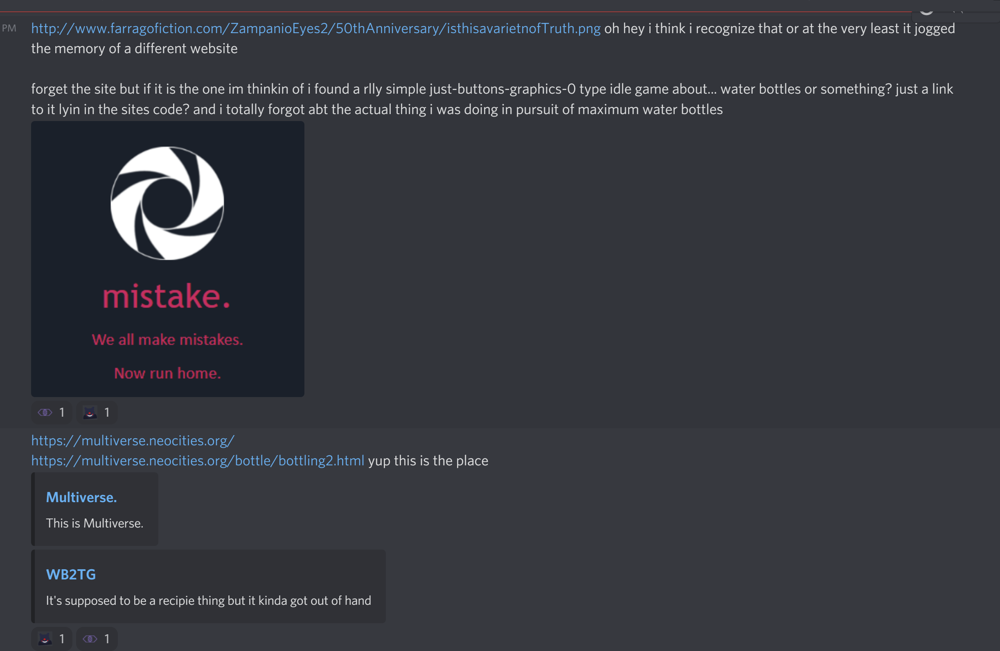 PM
http://www.farragofiction.com/ZampanioEyes2/50thAnniversary/isthisavarietnofTruth.png oh hey i think i recognize that or at the very least it jogged
the memory of a different website
forget the site but if it is the one im thinkin of i found a rlly simple just-buttons-graphics-0 type idle game about... water bottles or something? just a link
to it lyin in the sites code? and i totally forgot abt the actual thing i was doing in pursuit of maximum water bottles
mistake.
We all make mistakes.
Now run home.
1 1
https://multiverse.neocities.org/
https://multiverse.neocities.org/bottle/bottling2.html yup this is the place
Multiverse.
This is Multiverse.
WB2TG
It's supposed to be a recipie thing but it kinda got out of hand
1 1